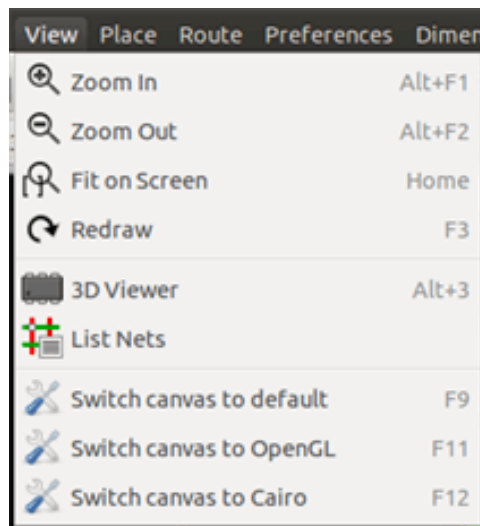 View Place Route Preferences Dimen
Zoom In Alt+F1
Zoom Out Alt+F2
Fit on Screen Home
Redraw F3
3D Viewer Alt+3
List Nets
Switch canvas to default F9
Switch canvas to OpenGL F11
Switch canvas to Cairo F12